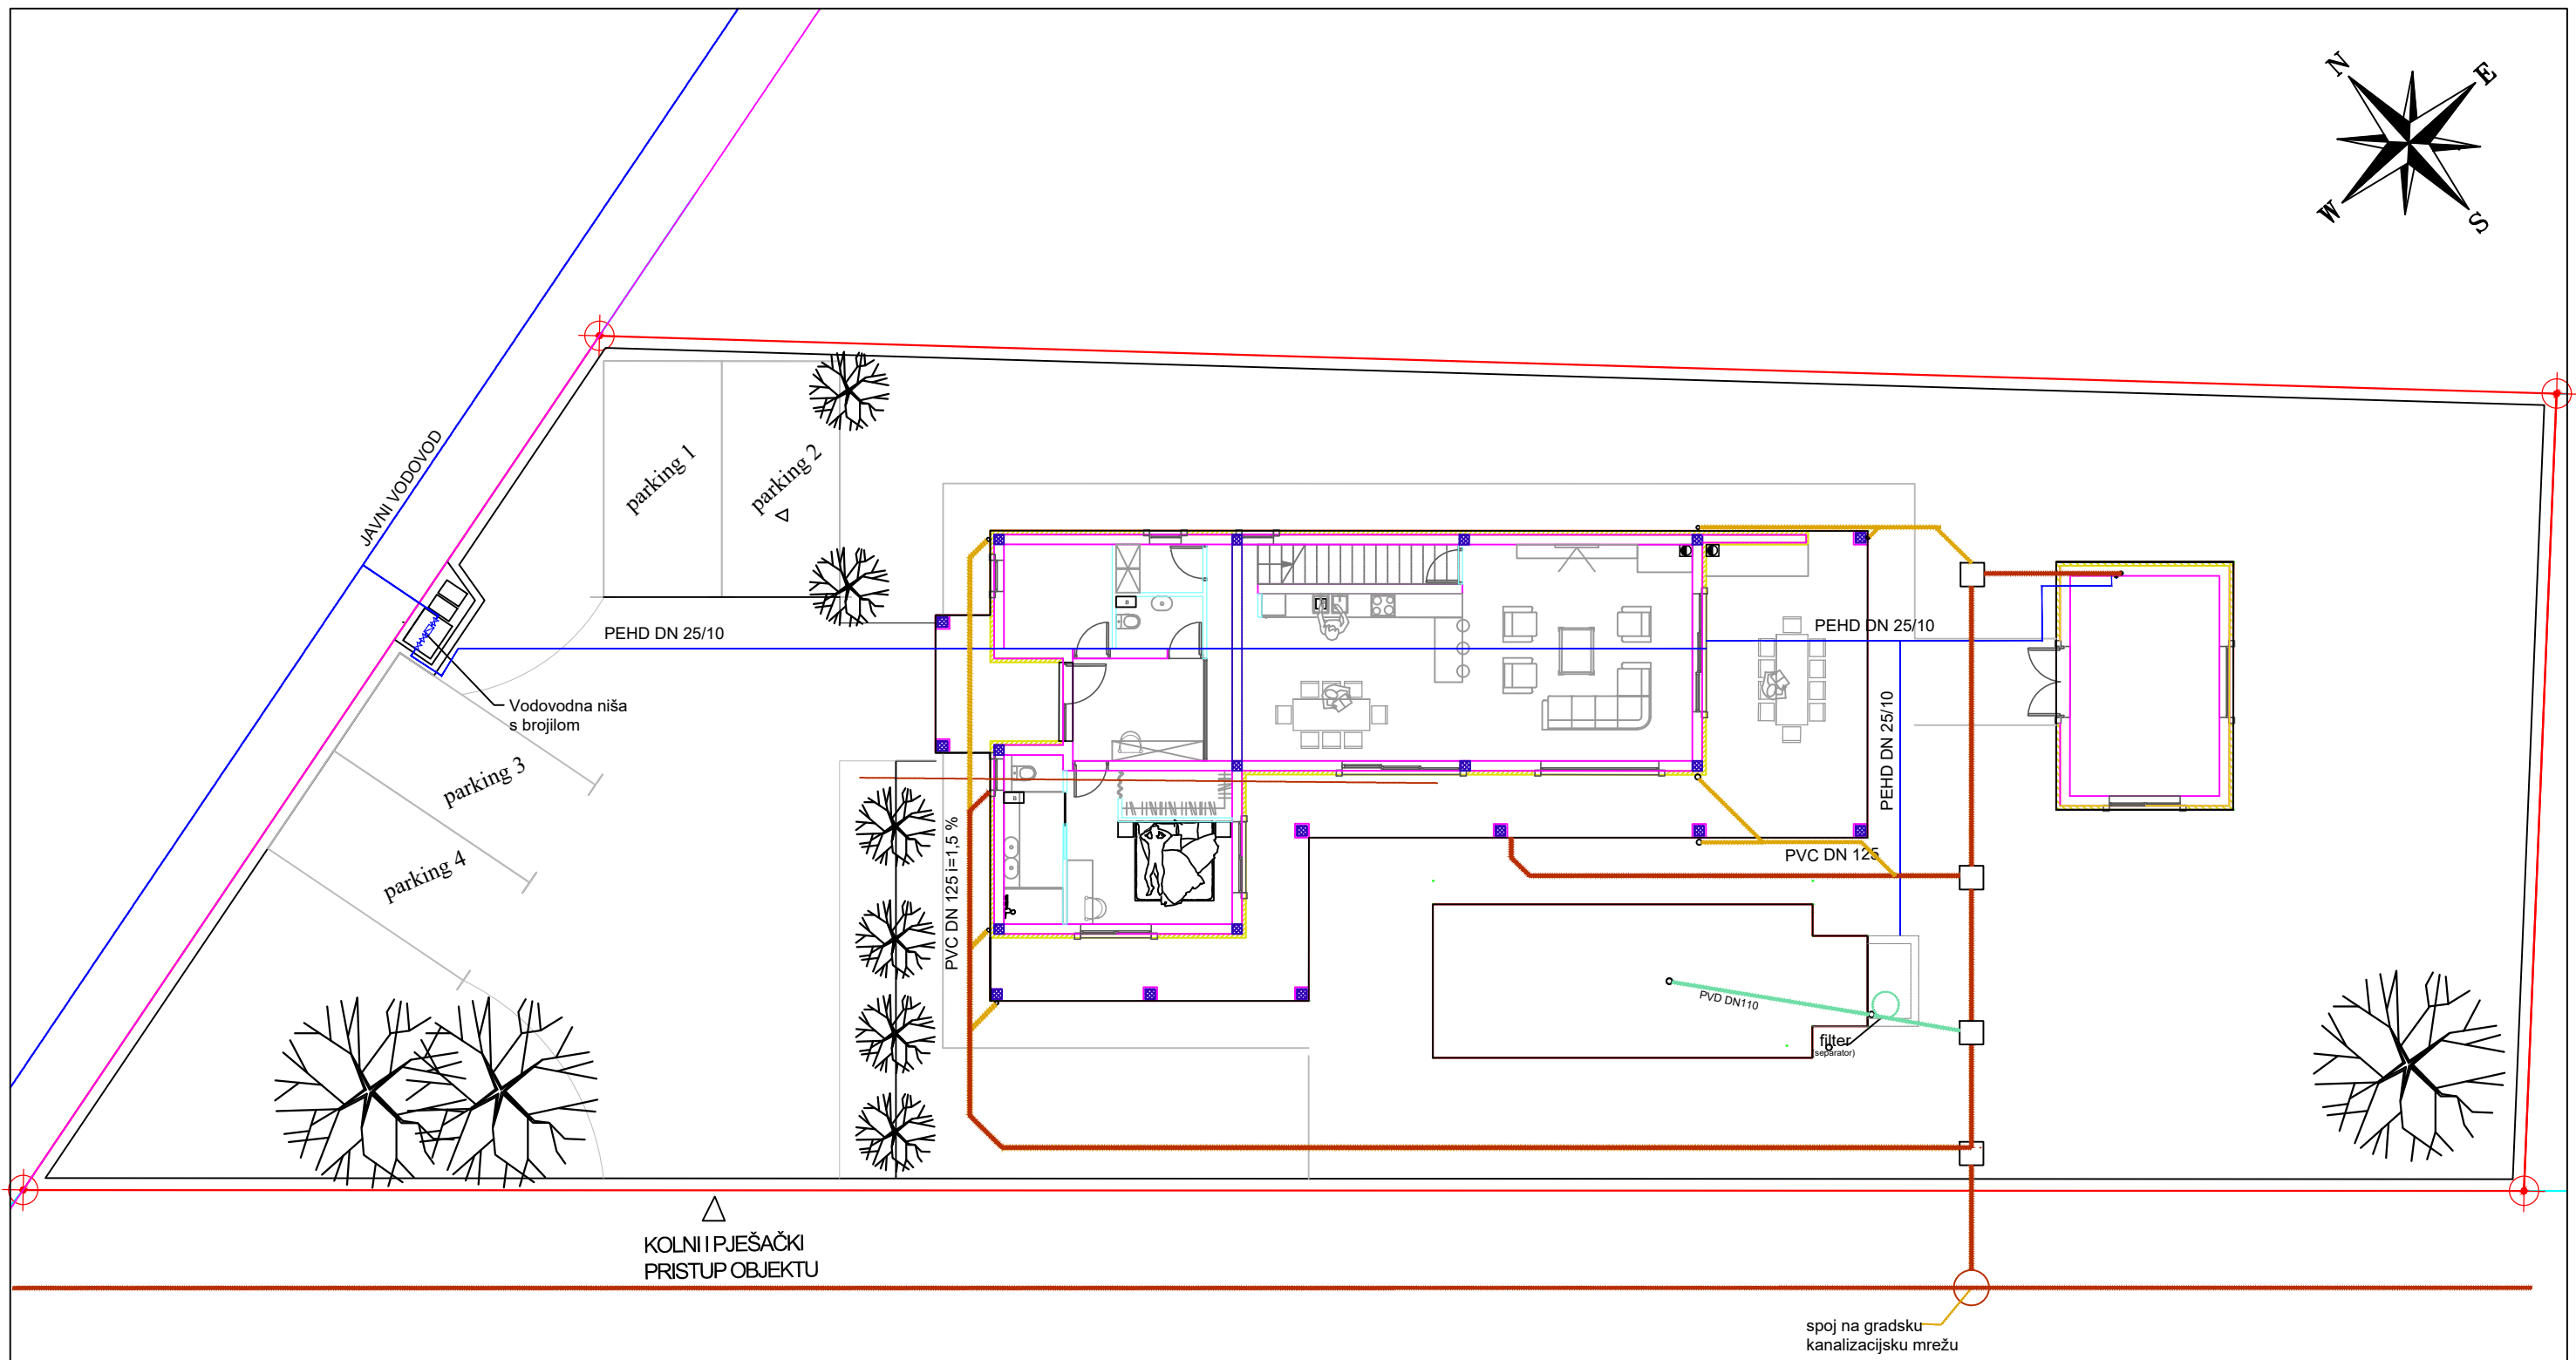 N
E
W
S
JAVNI VODOVOD
parking 1
parking 2
PEHD DN 25/10
PEHD DN 25/10
Vodovodna niša
s brojilom
PEHD DN 25/10
parking 3
PVC DN 125 i=1,5 %
PVC DN 125
parking 4
PVD DN110
filter
(separator)
KOLNI I PJEŠAČKI
PRISTUP OBJEKTU
spoj na gradsku
kanalizacijsku mrežu